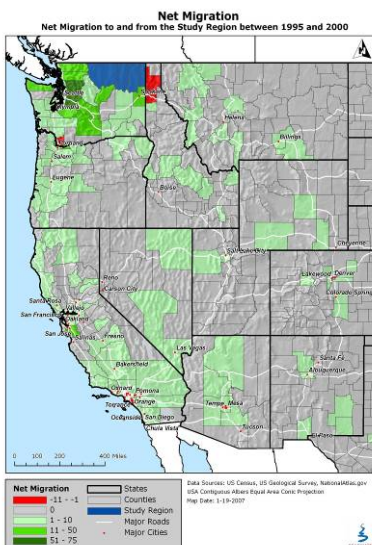 Net Migration
Net Migration to and from the Study Region between 1995 and 2000
Olympia
Salem
Eugene
Helena
Billings
Boise
Cheyenne
Salt Lake City
Reno
Carson City
Lakewood
Denver
Colorado Springs
Santa Rosa
Vallejo
San Francisco
Oakland
San Jose
Salinas
Fresno
Las Vegas
Santa Fe
Albuquerque
Bakersfield
Oxnard
Pomona
Torrance
Orange
Oceanside
San Diego
Chula Vista
Tempe
Mesa
Tucson
El Paso
0 100 200 400 Miles
Net Migration
-11 - -1
0
1 - 10
11 - 50
51 - 75
States
Counties
Study Region
Major Roads
Major Cities
Data Sources: US Census, US Geological Survey, NationalAtlas.gov
USA Contiguous Albers Equal Area Conic Projection
Map Date: 1-19-2007